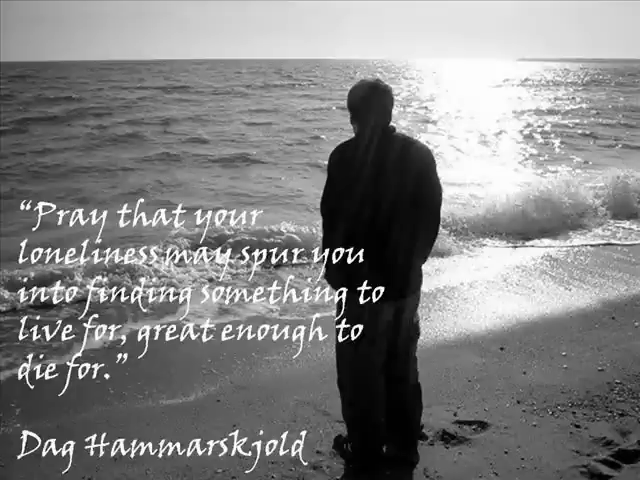 “Pray that your
loneliness may spur you
into finding something to
live for, great enough to
die for.”
Dag Hammarskjold